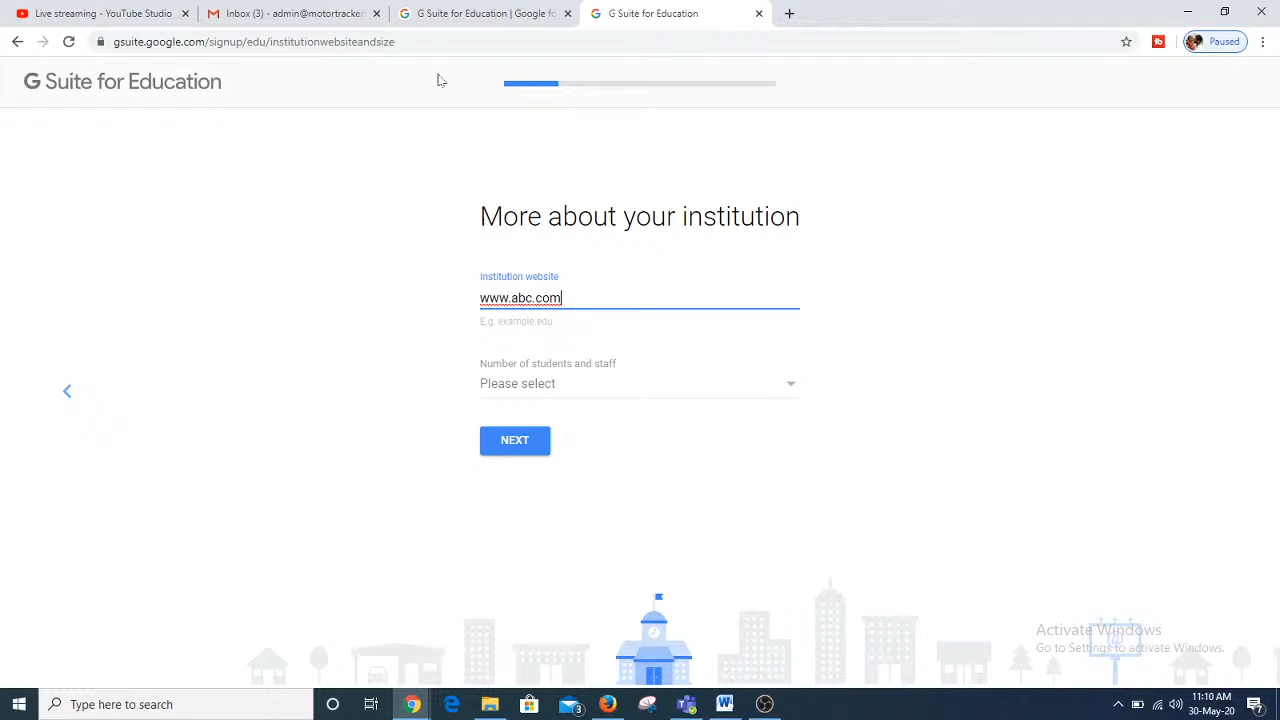 Live streaming - YouTube Studio
Inbox (3) - admin@motortracker
G Suite for Education | Google fo
G Suite for Education
gsuite.google.com/signup/edu/institutionwebsiteandsize
Paused
G Suite for Education
More about your institution
Institution website
www.abc.com
E.g. example.edu
Number of students and staff
Please select
NEXT
Activate Windows
Go to Settings to activate Windows.
Type here to search
3
11:10 AM
30-May-20
7